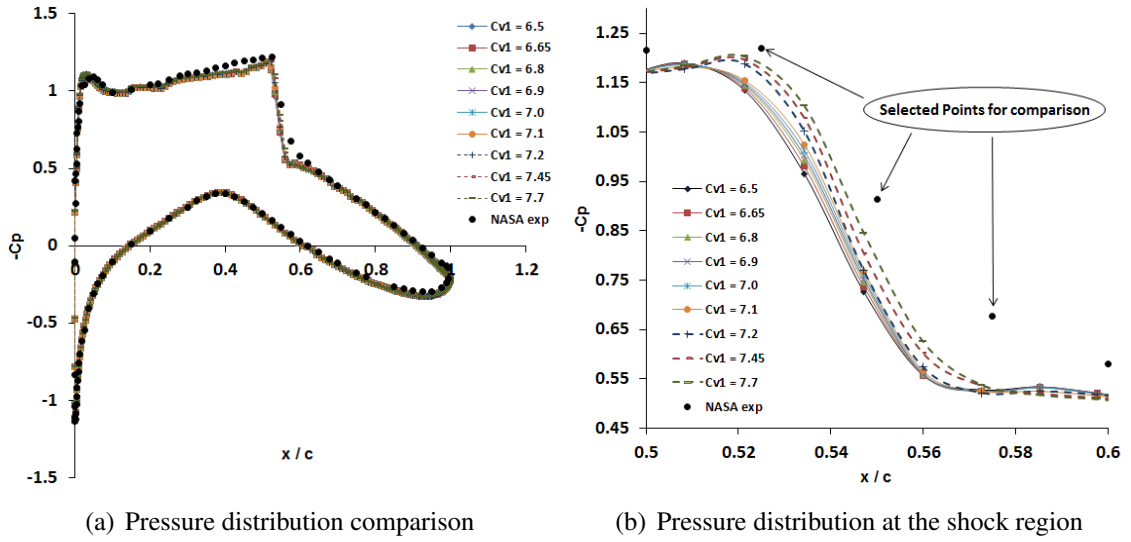 1.5
1
0.5
0
-0.5
-1
-1.5
-Cp
0
0.2
0.4
0.6
0.8
1
1.2
x / c
Cv1 = 6.5
Cv1 = 6.65
Cv1 = 6.8
Cv1 = 6.9
Cv1 = 7.0
Cv1 = 7.1
Cv1 = 7.2
Cv1 = 7.45
Cv1 = 7.7
NASA exp
(a) Pressure distribution comparison
1.25
1.15
1.05
0.95
0.85
0.75
0.65
0.55
0.45
-Cp
0.5
0.52
0.54
0.56
0.58
0.6
x / c
Selected Points for comparison
Cv1 = 6.5
Cv1 = 6.65
Cv1 = 6.8
Cv1 = 6.9
Cv1 = 7.0
Cv1 = 7.1
Cv1 = 7.2
Cv1 = 7.45
Cv1 = 7.7
NASA exp
(b) Pressure distribution at the shock region